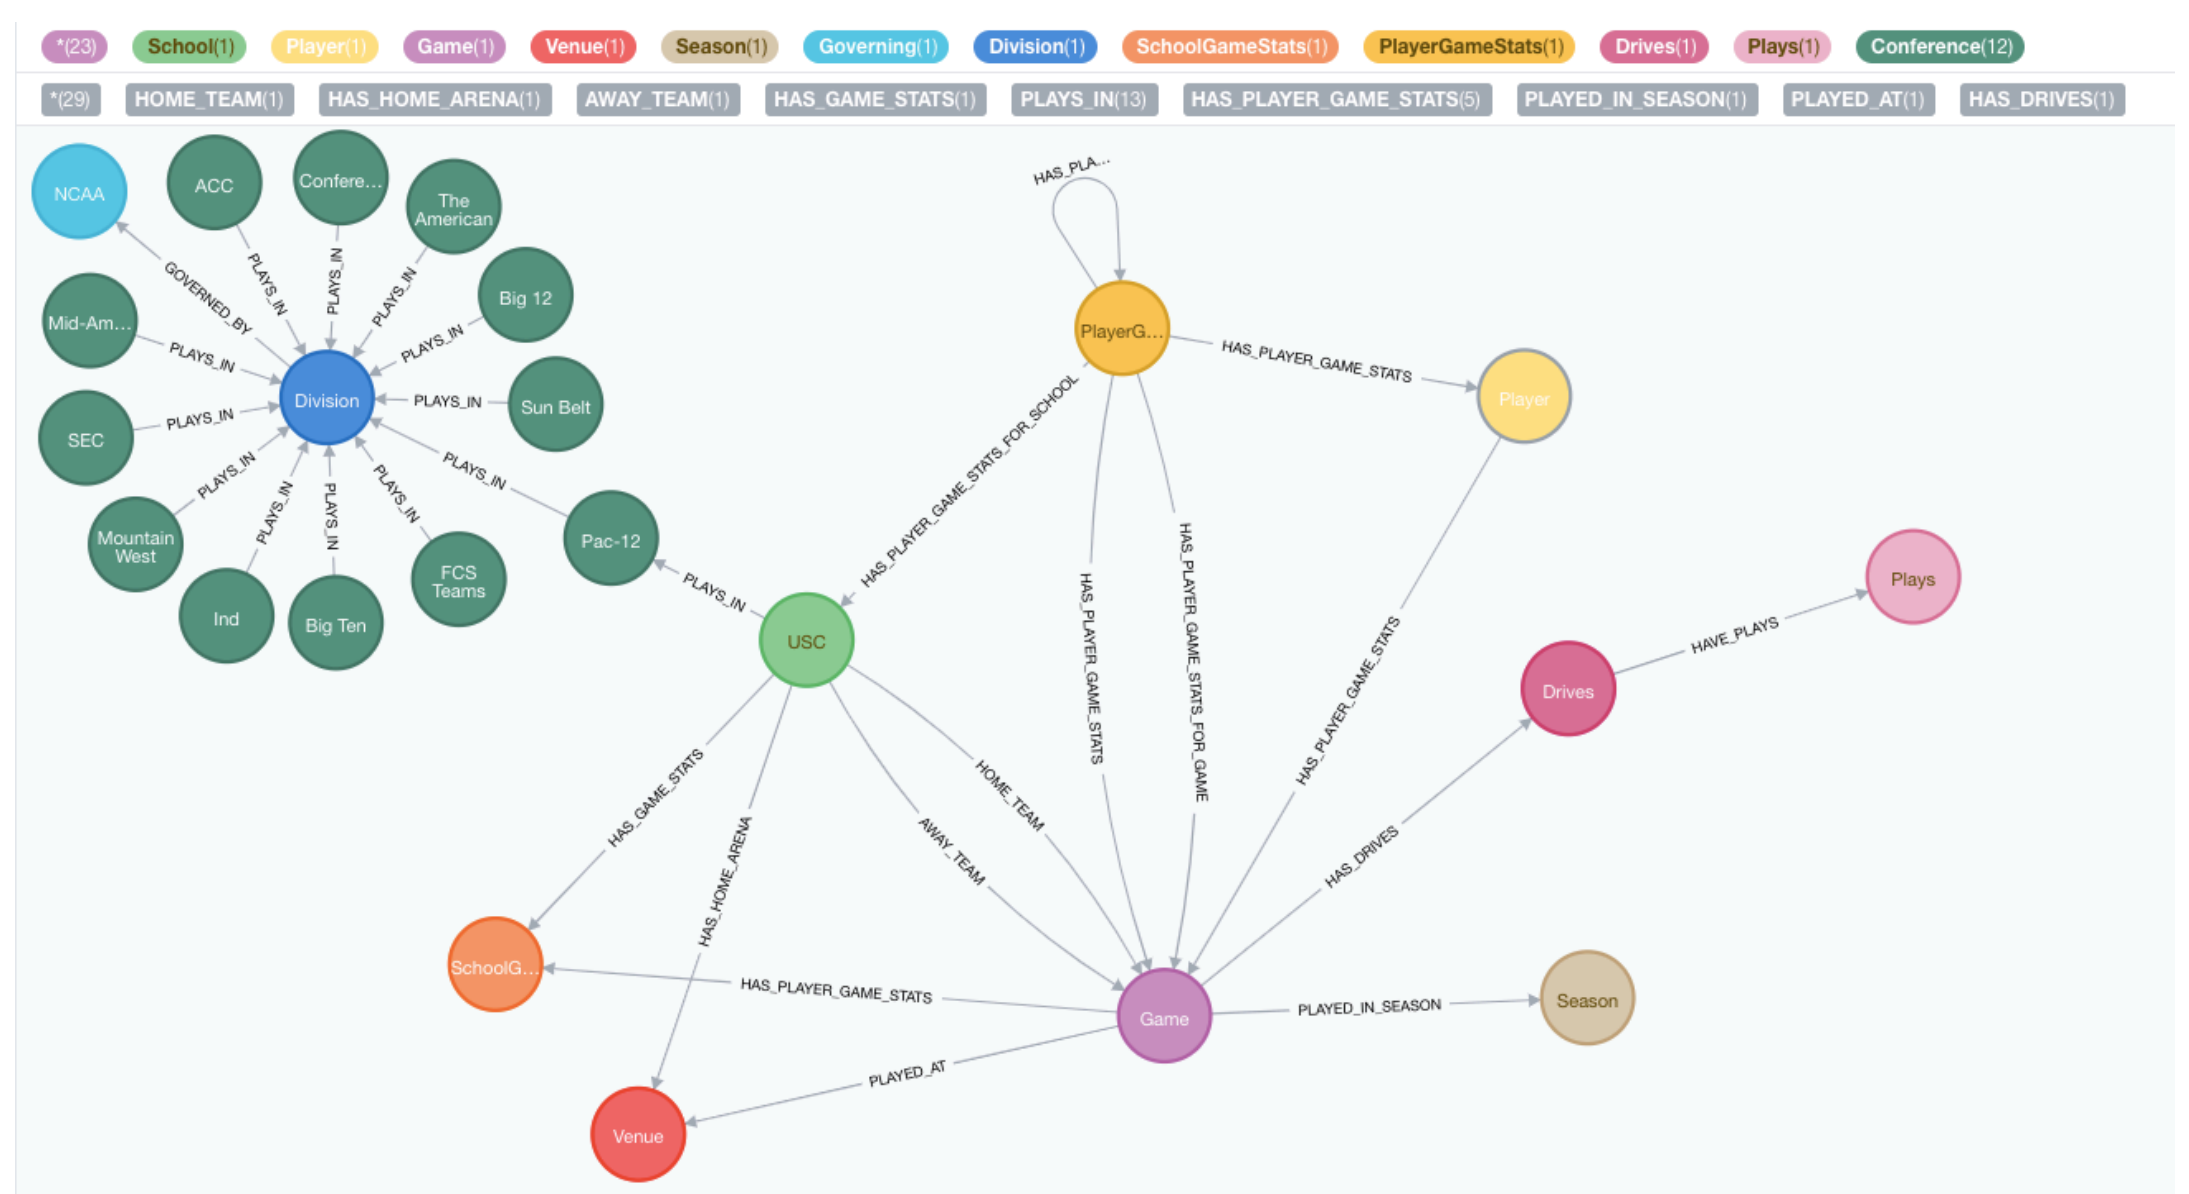 *(23) School(1) Player(1) Game(1) Venue(1) Season(1) Governing(1) Division(1) SchoolGameStats(1) PlayerGameStats(1) Drives(1) Plays(1) Conference(12)
*(29) HOME_TEAM(1) HAS_HOME_ARENA(1) AWAY_TEAM(1) HAS_GAME_STATS(1) PLAYS_IN(13) HAS_PLAYER_GAME_STATS(5) PLAYED_IN_SEASON(1) PLAYED_AT(1) HAS_DRIVES(1)
NCAA
ACC
Confere...
The
American
Big 12
Sun Belt
Pac-12
FCS
Teams
Big Ten
Ind
Mountain
West
SEC
Mid-Am...
Division
GOVERNED_BY
PLAYS_IN
PLAYS_IN
PLAYS_IN
PLAYS_IN
PLAYS_IN
PLAYS_IN
PLAYS_IN
PLAYS_IN
PLAYS_IN
PLAYS_IN
PLAYS_IN
PLAYS_IN
PLAYS_IN
HAS_PLA...
PlayerG...
HAS_PLAYER_GAME_STATS
Player
HAS_PLAYER_GAME_STATS_FOR_SCHOOL
HAS_PLAYER_GAME_STATS
HAS_PLAYER_GAME_STATS_FOR_GAME
HAS_PLAYER_GAME_STATS
USC
Plays
HAVE_PLAYS
Drives
HAS_DRIVES
HAS_GAME_STATS
HAS_HOME_ARENA
HOME_TEAM
AWAY_TEAM
SchoolG...
HAS_PLAYER_GAME_STATS
Game
PLAYED_IN_SEASON
Season
PLAYED_AT
Venue